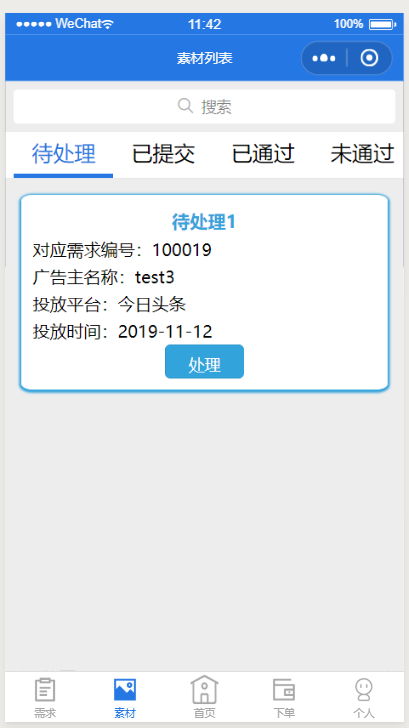 WeChat 11:42 100%
素材列表
搜索
待处理 已提交 已通过 未通过
待处理1
对应需求编号：100019
广告主名称：test3
投放平台：今日头条
投放时间：2019-11-12
处理
需求 素材 首页 下单 个人